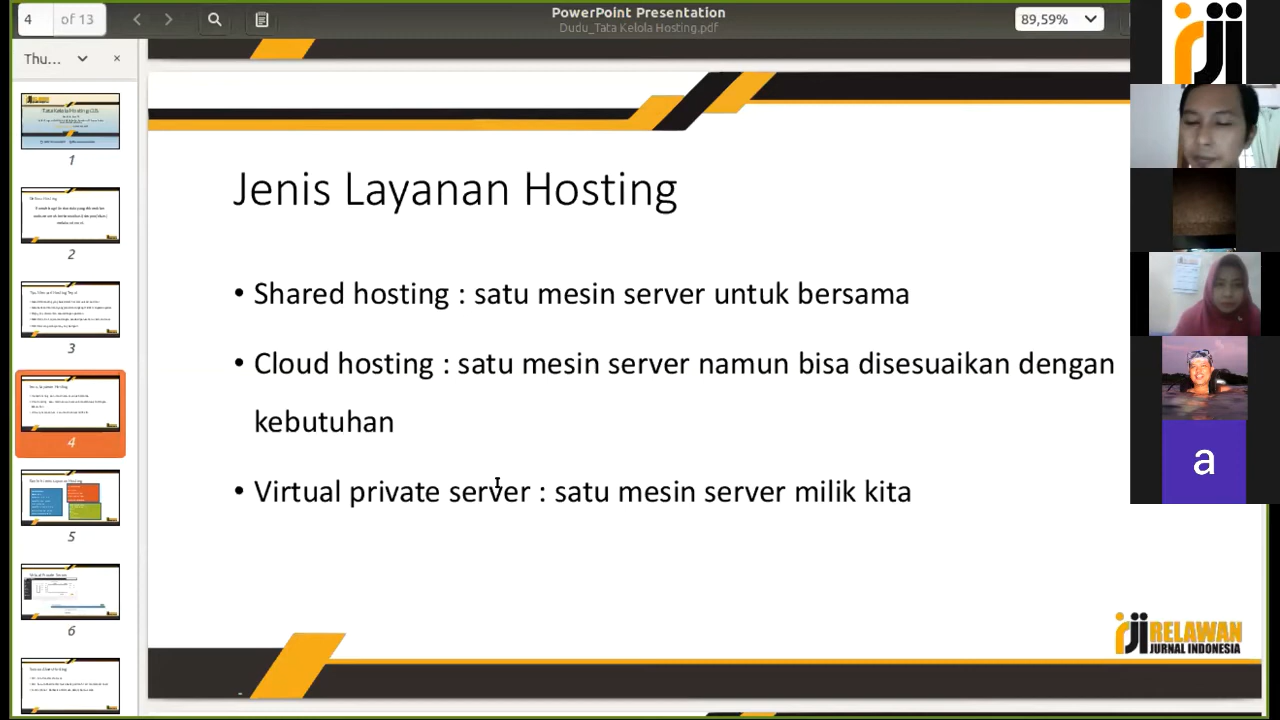 4 of 13
PowerPoint Presentation
Dudu_Tata Kelola Hosting.pdf
89,59%
Thu...
1
2
3
4
5
6
Jenis Layanan Hosting
• Shared hosting : satu mesin server untuk bersama
• Cloud hosting : satu mesin server namun bisa disesuaikan dengan
kebutuhan
• Virtual private server : satu mesin server milik kita
RELAWAN
JURNAL INDONESIA
rji
a